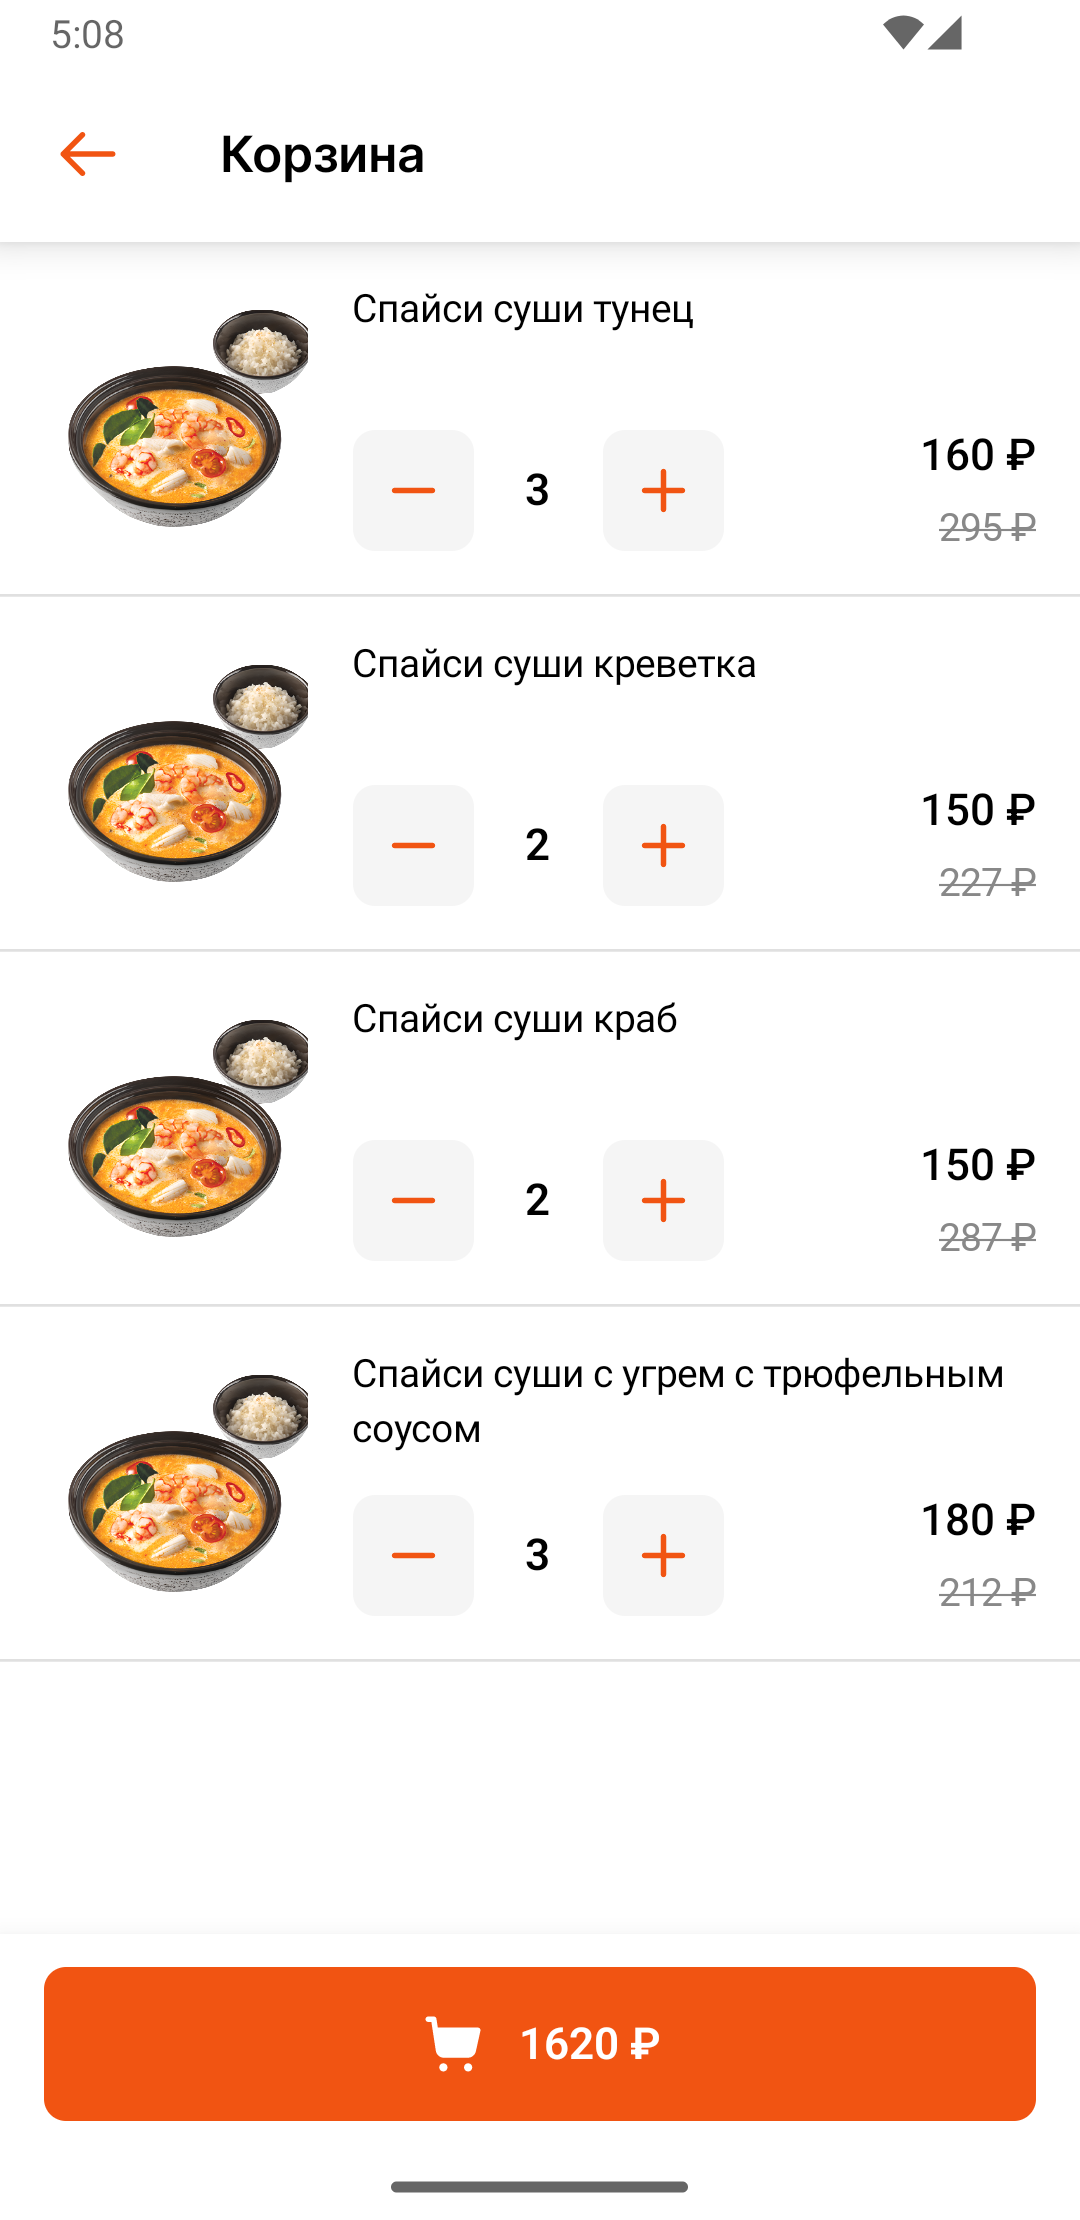 5:08
Корзина
Спайси суши тунец
3
160 ₽
295 ₽
Спайси суши креветка
2
150 ₽
227 ₽
Спайси суши краб
2
150 ₽
287 ₽
Спайси суши с угрем с трюфельным
соусом
3
180 ₽
212 ₽
1620 ₽